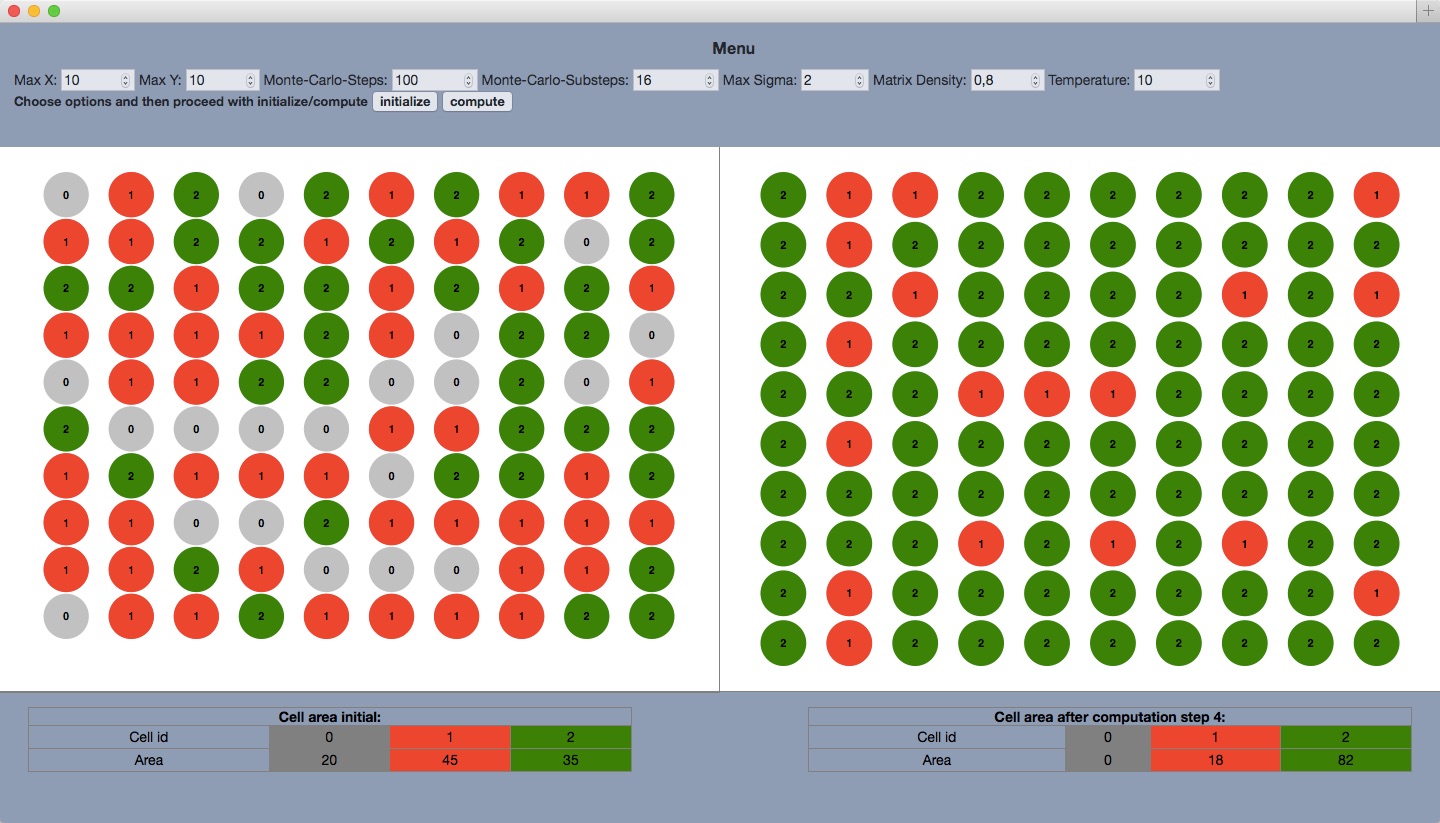 Menu
Max X: 10 Max Y: 10 Monte-Carlo-Steps: 100 Monte-Carlo-Substeps: 16 Max Sigma: 2 Matrix Density: 0,8 Temperature: 10
Choose options and then proceed with initialize/compute initialize compute
0 1 2 0 2 1 2 1 1 2
1 1 2 2 1 2 1 2 0 2
2 2 1 2 2 1 2 1 2 1
1 1 1 1 2 1 0 2 2 0
0 1 1 2 2 0 0 2 0 1
2 0 0 0 0 1 1 2 2 2
1 2 1 1 1 0 2 2 1 2
1 1 0 0 2 1 1 1 1 1
1 1 2 1 0 0 0 1 1 2
0 1 1 2 1 1 1 1 2 2
2 1 1 2 2 2 2 2 2 1
2 1 2 2 2 2 2 2 2 2
2 2 1 2 2 2 2 1 2 1
2 1 2 2 2 2 2 2 2 2
2 2 2 1 1 1 2 2 2 2
2 1 2 2 2 2 2 2 2 2
2 2 2 2 2 2 2 2 2 2
2 2 2 1 2 1 2 1 2 2
2 1 2 2 2 2 2 2 2 1
2 1 2 2 2 2 2 2 2 2
Cell area initial:
Cell id 0 1 2
Area 20 45 35
Cell area after computation step 4:
Cell id 0 1 2
Area 0 18 82